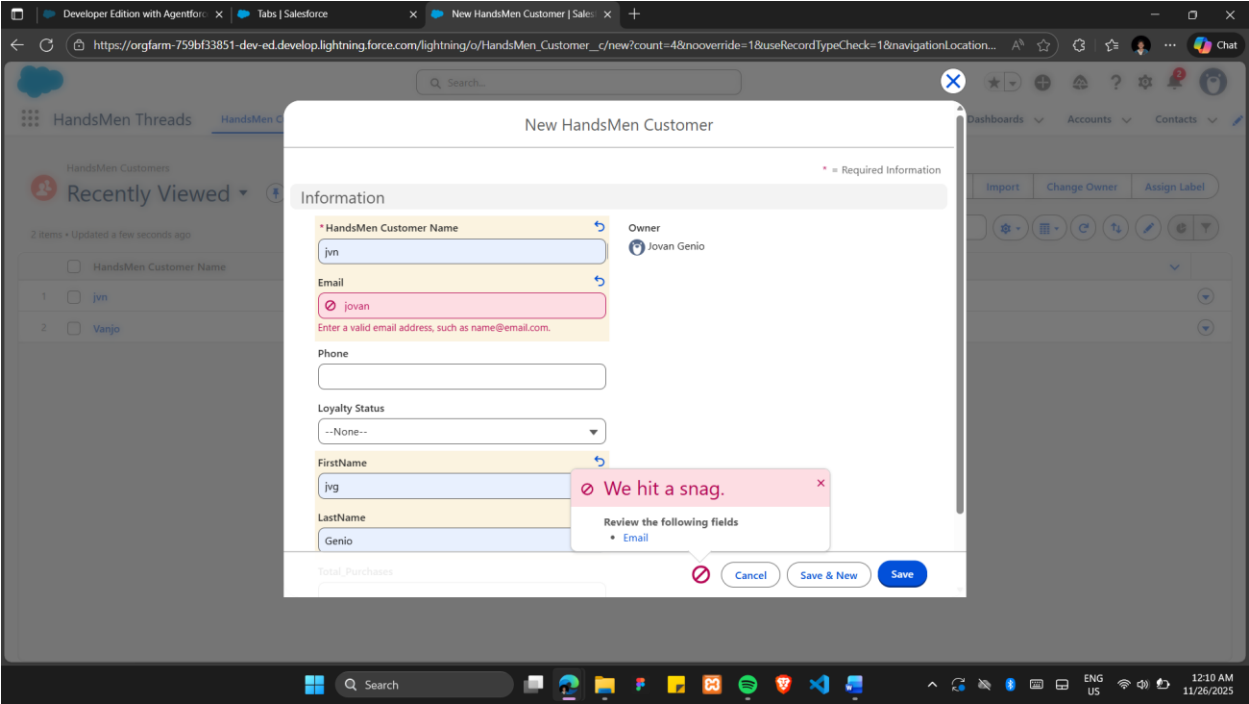 Developer Edition with Agentforc
Tabs | Salesforce
New HandsMen Customer | Sales
https://orgfarm-759bf33851-dev-ed.develop.lightning.force.com/lightning/o/HandsMen_Customer__c/new?count=4&nooverride=1&useRecordTypeCheck=1&navigationLocation...
Chat
Search...
2
HandsMen Threads
HandsMen C
Dashboards
Accounts
Contacts
New HandsMen Customer
* = Required Information
HandsMen Customers
Recently Viewed
Import
Change Owner
Assign Label
2 items • Updated a few seconds ago
HandsMen Customer Name
1
jvn
2
Vanjo
Information
*HandsMen Customer Name
jvn
Owner
Jovan Genio
Email
jovan
Enter a valid email address, such as name@email.com.
Phone
Loyalty Status
--None--
FirstName
jvg
LastName
Genio
Total_Purchases
We hit a snag.
Review the following fields
• Email
Cancel
Save & New
Save
Search
ENG
US
12:10 AM
11/26/2025